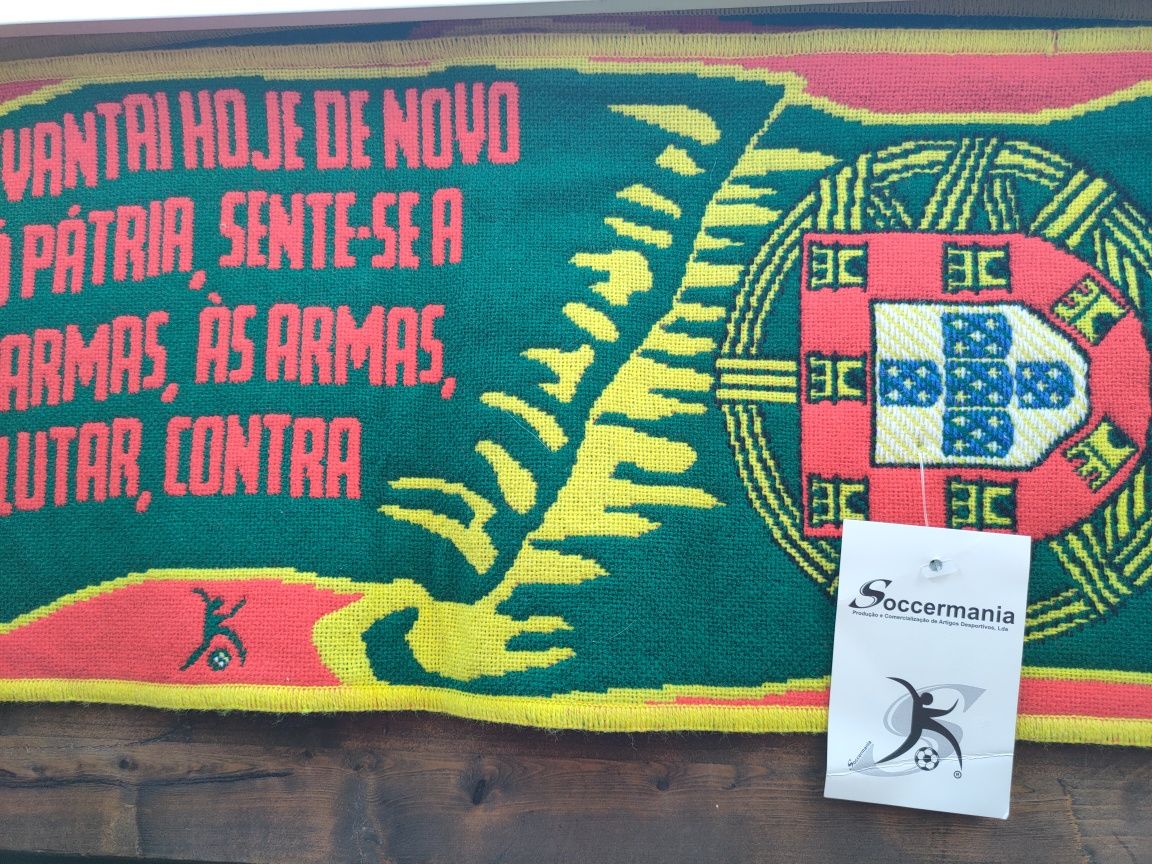 VANTAI HOJE DE NOVO
Ó PÁTRIA, SENTE-SE A
ARMAS, ÀS ARMAS,
LUTAR, CONTRA
Soccermania
Produção e Comercialização de Artigos Desportivos, Lda
Soccermania
®